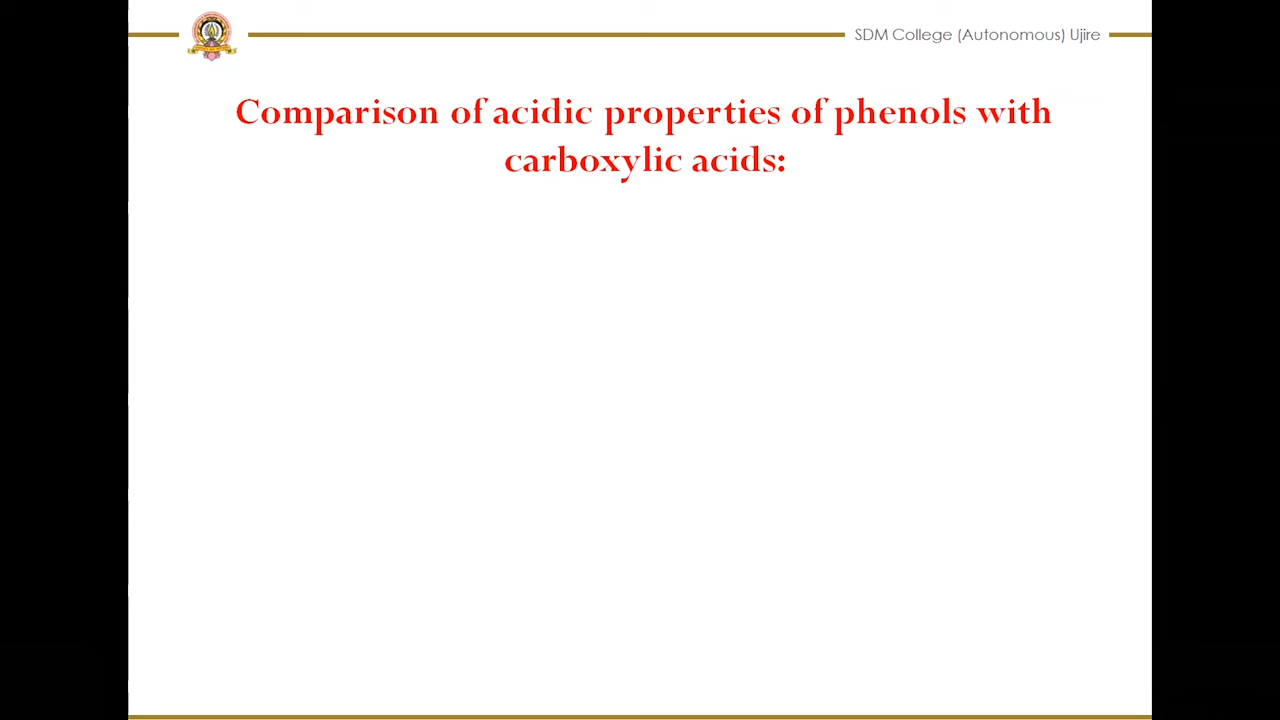 SDM College (Autonomous) Ujire
Comparison of acidic properties of phenols with
carboxylic acids: